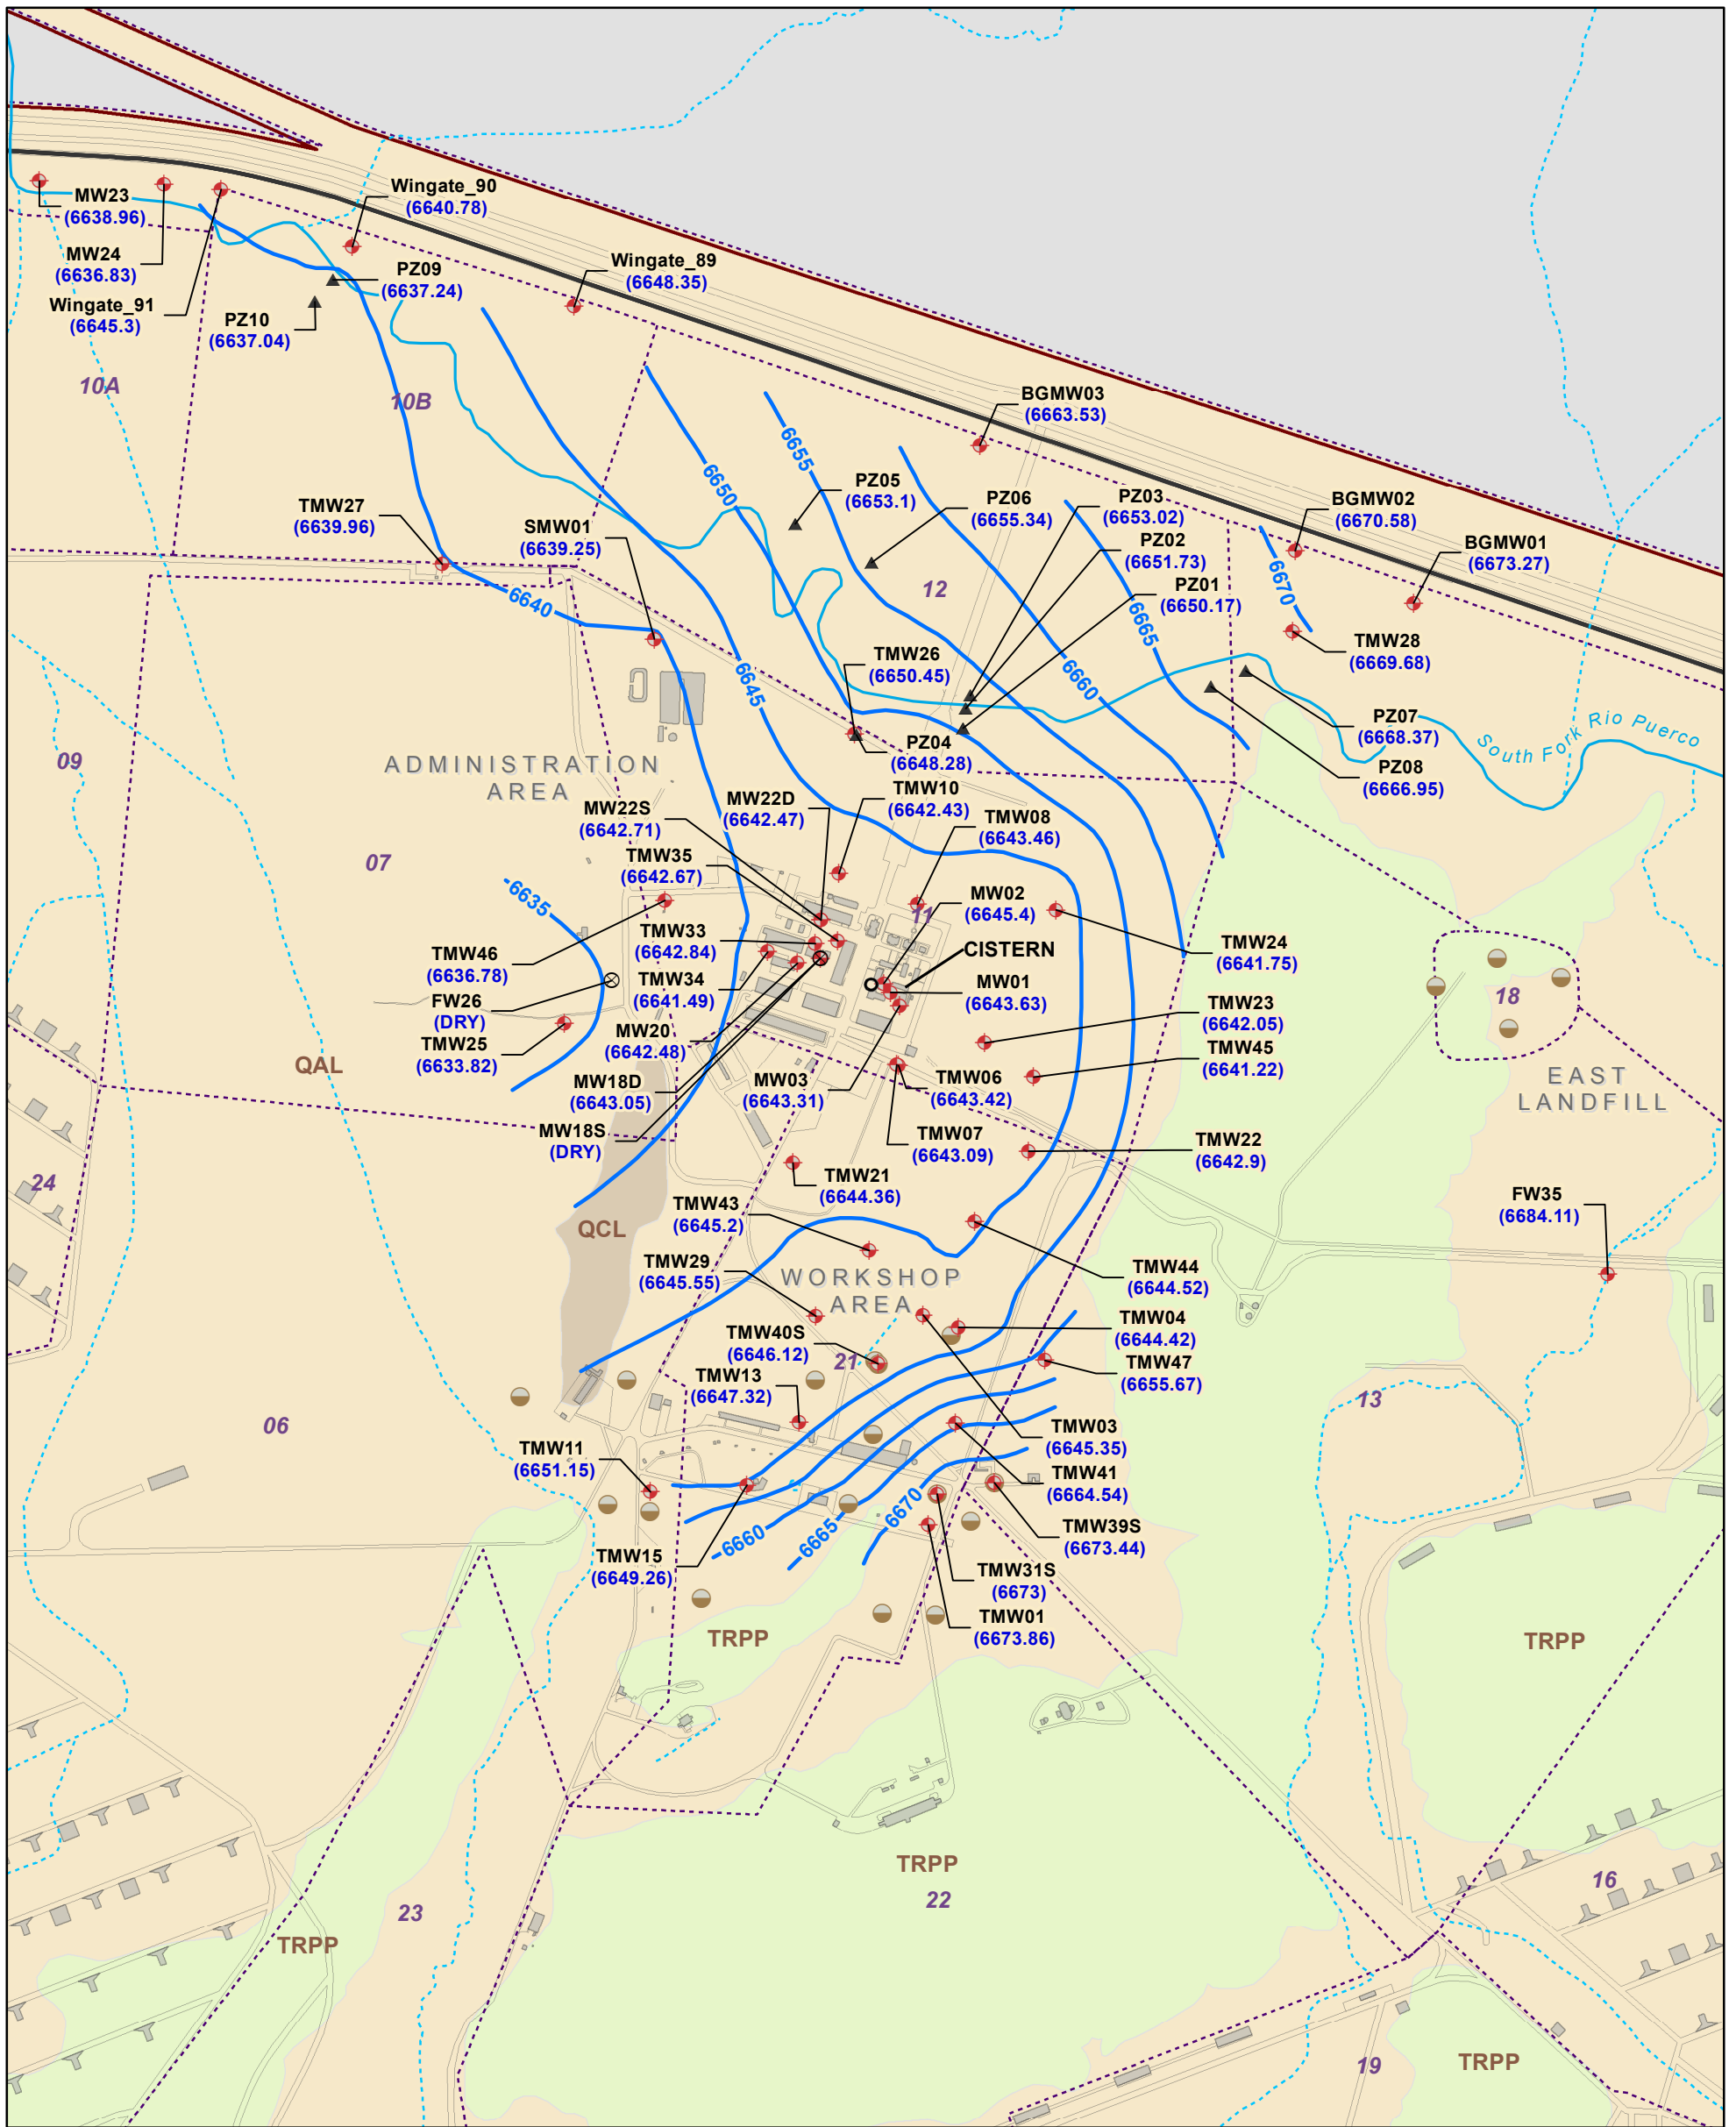 Wingate_90
(6640.78)
MW23
(6638.96)
MW24
(6636.83)
Wingate_91
(6645.3)
PZ09
(6637.24)
PZ10
(6637.04)
Wingate_89
(6648.35)
10A
10B
BGMW03
(6663.53)
6655
6650
PZ05
(6653.1)
PZ06
(6655.34)
PZ03
(6653.02)
PZ02
(6651.73)
PZ01
(6650.17)
BGMW02
(6670.58)
BGMW01
(6673.27)
TMW27
(6639.96)
SMW01
(6639.25)
6640
12
6670
6665
TMW28
(6669.68)
TMW26
(6650.45)
6645
6660
PZ07
(6668.37)
South Fork Rio Puerco
PZ04
(6648.28)
PZ08
(6666.95)
09
ADMINISTRATION
AREA
MW22S
(6642.71)
MW22D
(6642.47)
TMW10
(6642.43)
TMW08
(6643.46)
07
TMW35
(6642.67)
6635
MW02
(6645.4)
11
TMW33
(6642.84)
CISTERN
TMW24
(6641.75)
TMW46
(6636.78)
TMW34
(6641.49)
MW01
(6643.63)
18
FW26
(DRY)
TMW23
(6642.05)
TMW25
(6633.82)
MW20
(6642.48)
TMW45
(6641.22)
QAL
MW18D
(6643.05)
MW03
(6643.31)
TMW06
(6643.42)
EAST
LANDFILL
MW18S
(DRY)
TMW07
(6643.09)
TMW22
(6642.9)
24
TMW21
(6644.36)
FW35
(6684.11)
QCL
TMW43
(6645.2)
TMW29
(6645.55)
WORKSHOP
AREA
TMW44
(6644.52)
TMW04
(6644.42)
TMW40S
(6646.12)
21
TMW47
(6655.67)
TMW13
(6647.32)
13
06
TMW03
(6645.35)
TMW11
(6651.15)
TMW41
(6664.54)
6670
6665
6660
TMW39S
(6673.44)
TMW15
(6649.26)
TMW31S
(6673)
TMW01
(6673.86)
TRPP
TRPP
TRPP
22
16
23
TRPP
19
TRPP